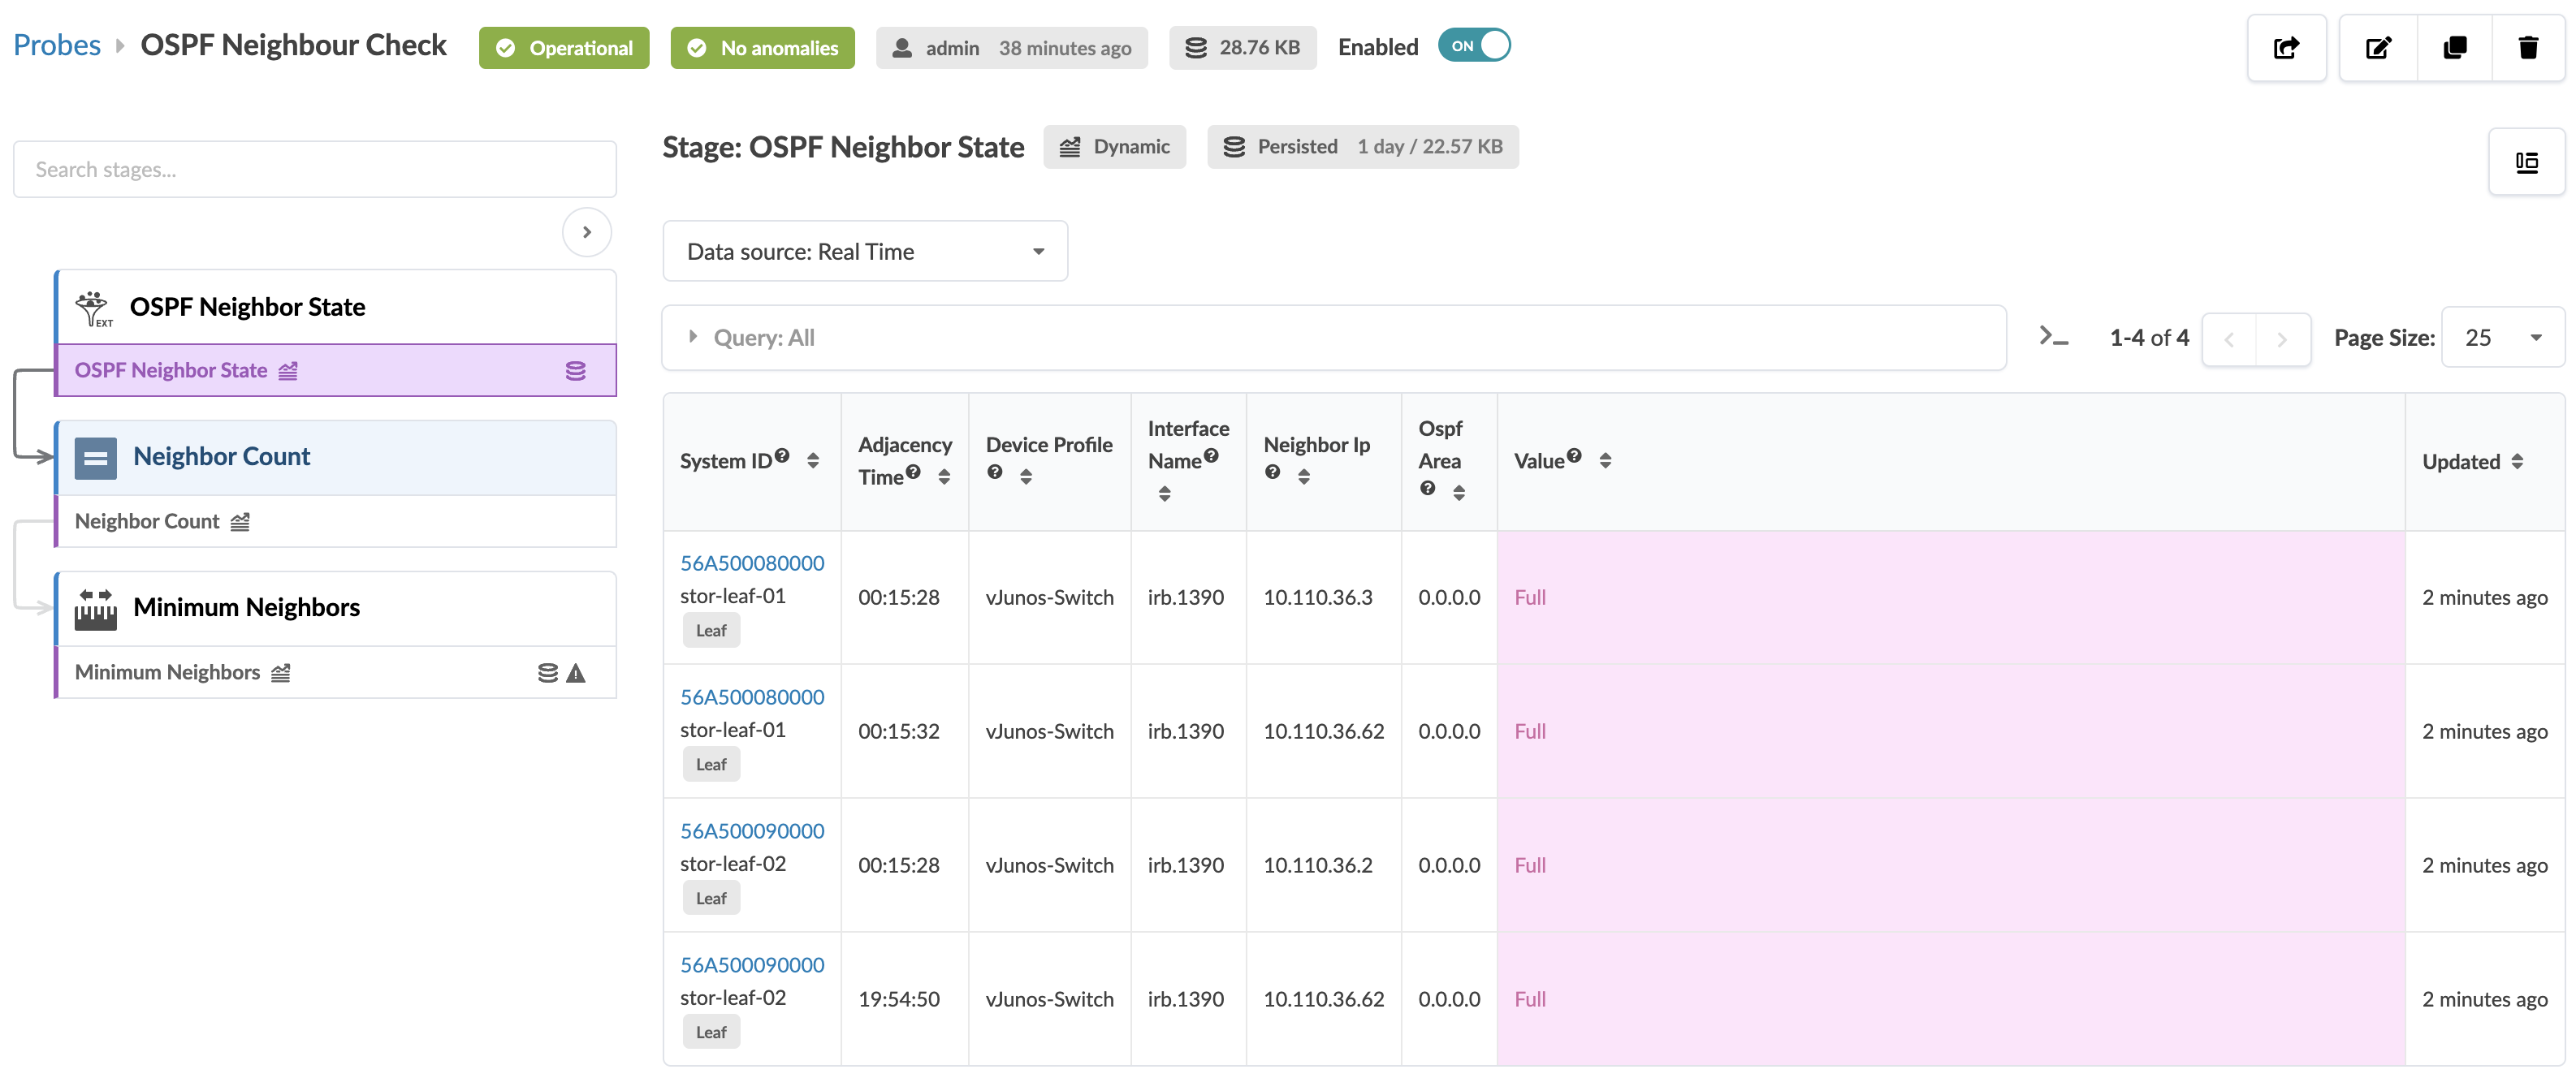 Probes OSPF Neighbour Check Operational No anomalies admin 38 minutes ago 28.76 KB Enabled ON
Search stages...
OSPF Neighbor State
EXT
OSPF Neighbor State
Neighbor Count
Neighbor Count
Minimum Neighbors
Minimum Neighbors
Stage: OSPF Neighbor State Dynamic Persisted 1 day / 22.57 KB
Data source: Real Time
Query: All 1-4 of 4 Page Size: 25
System ID Adjacency Time Device Profile Interface Name Neighbor Ip Ospf Area Value Updated
56A500080000
stor-leaf-01 00:15:28 vJunos-Switch irb.1390 10.110.36.3 0.0.0.0 Full 2 minutes ago
Leaf
56A500080000
stor-leaf-01 00:15:32 vJunos-Switch irb.1390 10.110.36.62 0.0.0.0 Full 2 minutes ago
Leaf
56A500090000
stor-leaf-02 00:15:28 vJunos-Switch irb.1390 10.110.36.2 0.0.0.0 Full 2 minutes ago
Leaf
56A500090000
stor-leaf-02 19:54:50 vJunos-Switch irb.1390 10.110.36.62 0.0.0.0 Full 2 minutes ago
Leaf